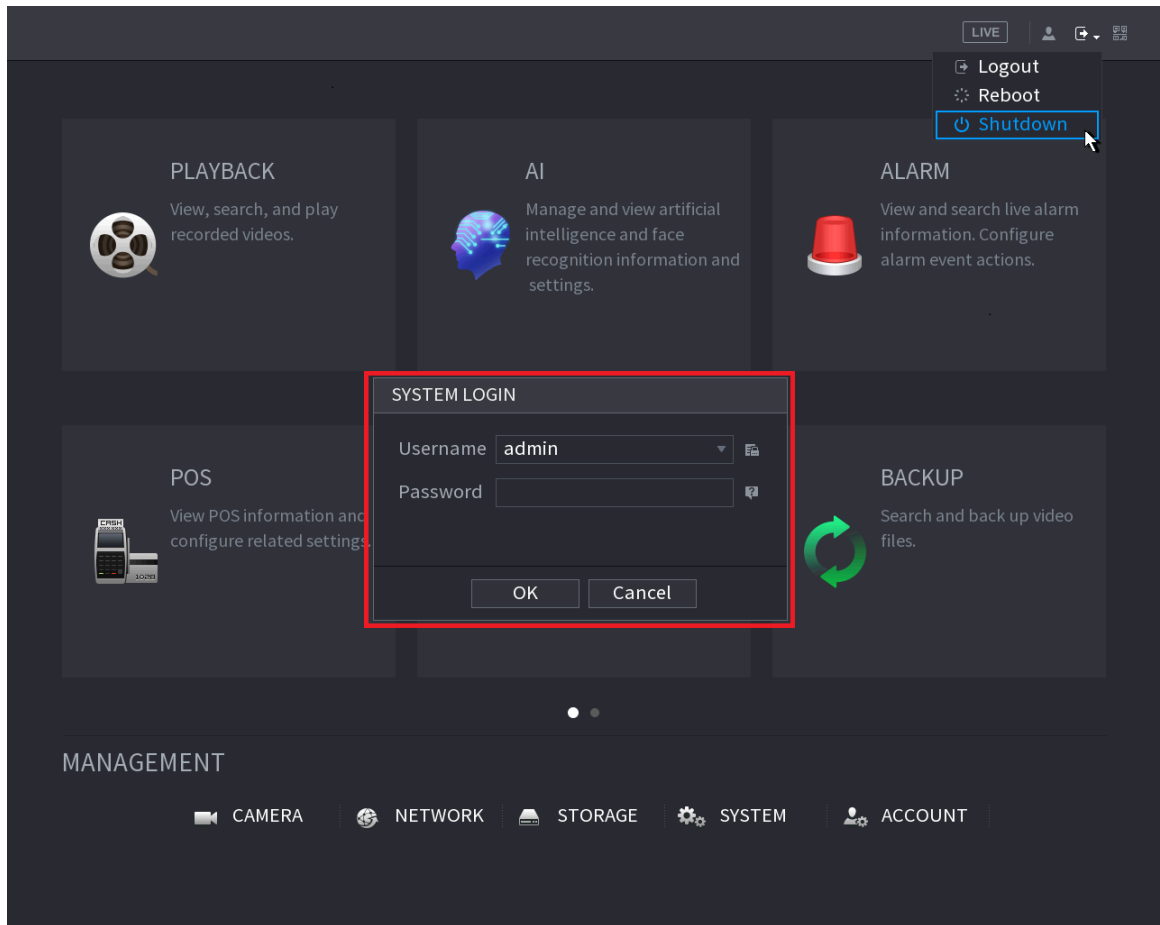 LIVE
Logout
Reboot
Shutdown
PLAYBACK
View, search, and play
recorded videos.
AI
Manage and view artificial
intelligence and face
recognition information and
settings.
ALARM
View and search live alarm
information. Configure
alarm event actions.
SYSTEM LOGIN
Username admin
Password
OK Cancel
POS
View POS information and
configure related settings.
CASH
BACKUP
Search and back up video
files.
MANAGEMENT
CAMERA NETWORK STORAGE SYSTEM ACCOUNT